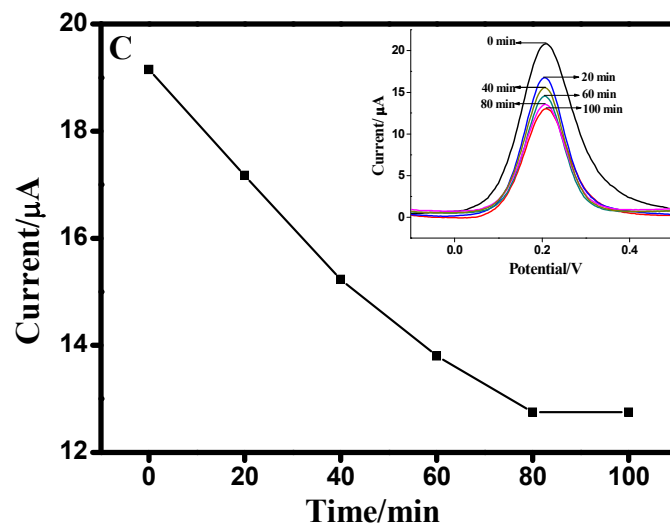 C
20
18
16
14
12
Current/μA
0
20
40
60
80
100
Time/min
20
15
10
5
0
Current/ μA
0.0
0.2
0.4
Potential/V
0 min
20 min
40 min
60 min
80 min
100 min